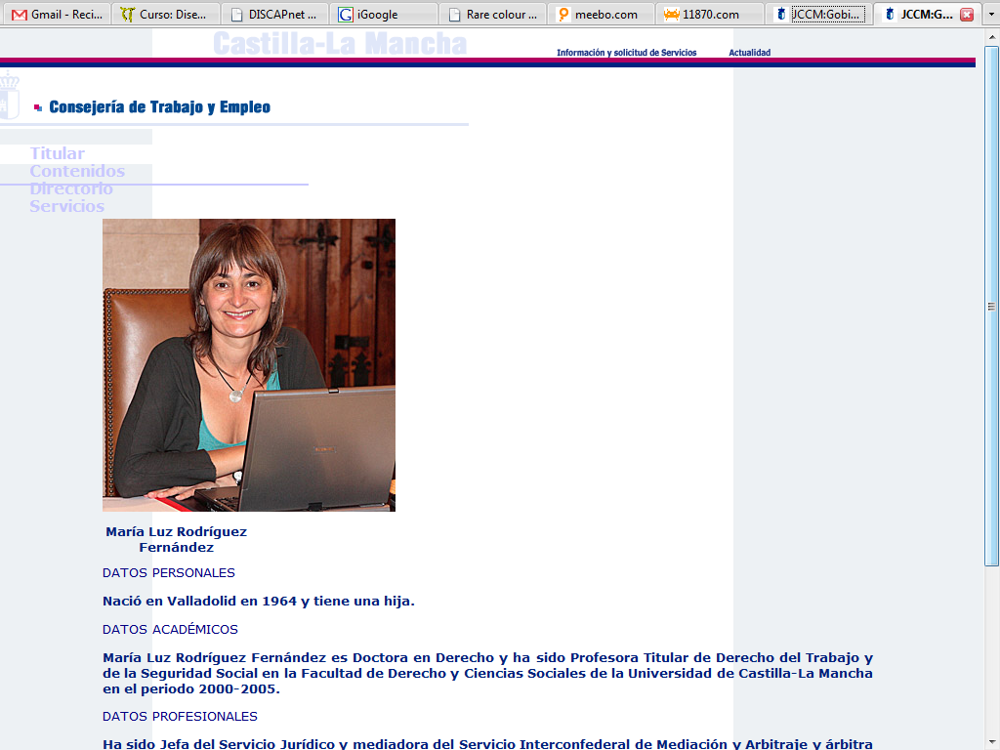 Gmail - Reci...
Curso: Dise...
DISCAPnet ...
iGoogle
Rare colour ...
meebo.com
11870.com
JCCM:Gobi...
JCCM:G...
Castilla-La Mancha
Información y solicitud de Servicios
Actualidad
Consejería de Trabajo y Empleo
Titular
Contenidos
Directorio
Servicios
María Luz Rodríguez
Fernández
DATOS PERSONALES
Nació en Valladolid en 1964 y tiene una hija.
DATOS ACADÉMICOS
María Luz Rodríguez Fernández es Doctora en Derecho y ha sido Profesora Titular de Derecho del Trabajo y
de la Seguridad Social en la Facultad de Derecho y Ciencias Sociales de la Universidad de Castilla-La Mancha
en el periodo 2000-2005.
DATOS PROFESIONALES
Ha sido Jefa del Servicio Jurídico y mediadora del Servicio Interconfederal de Mediación y Arbitraje y árbitra